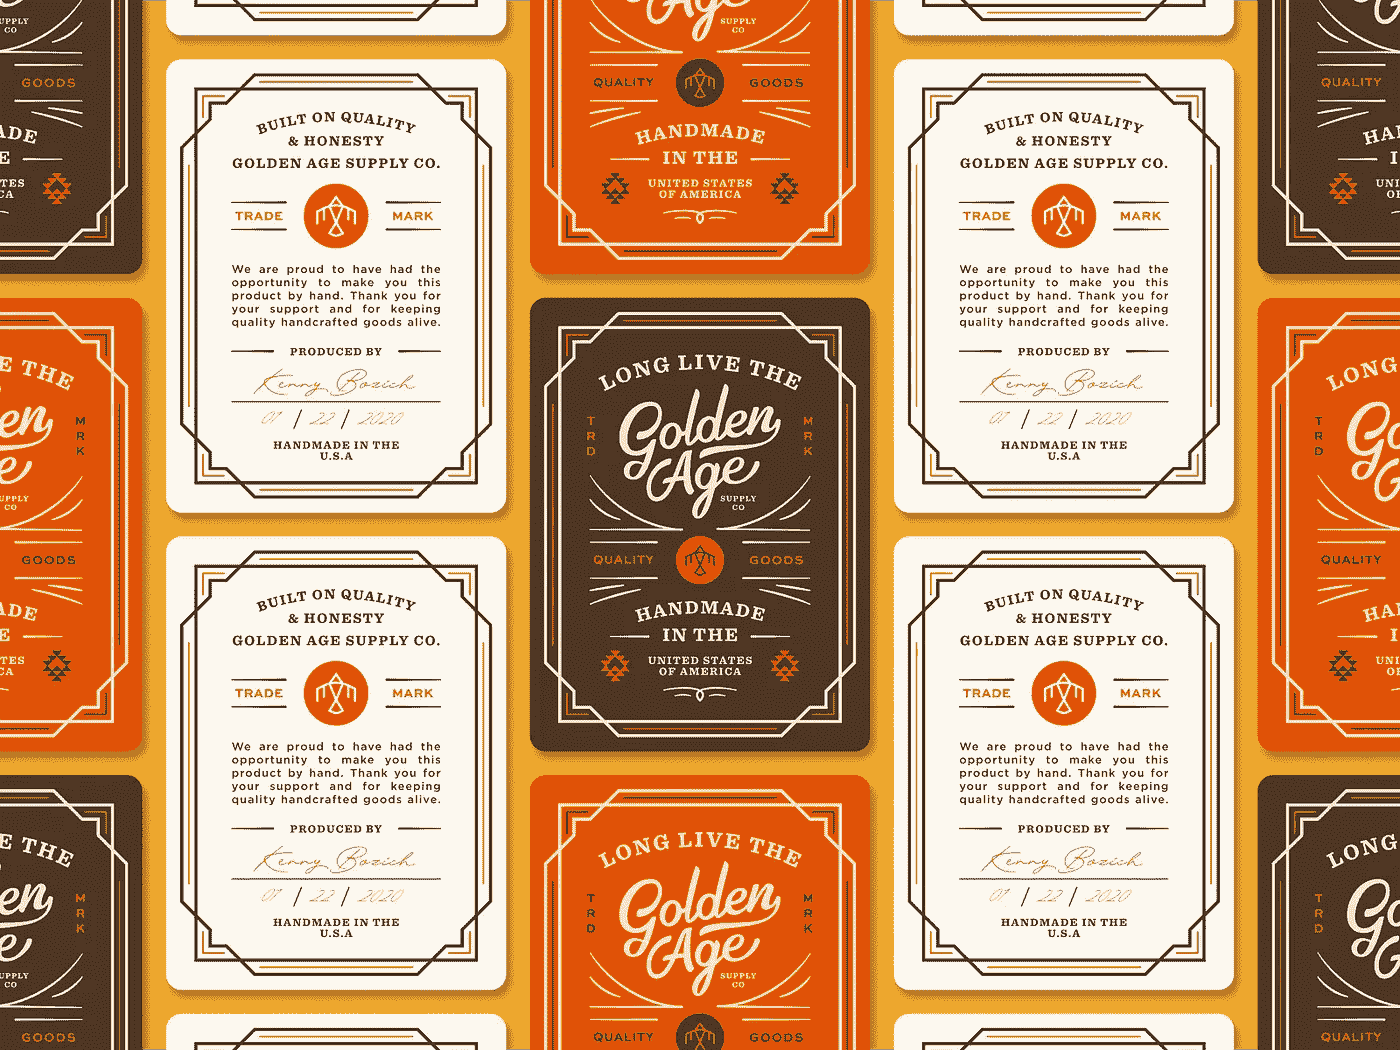 GOODS
ADE
E
TES
CA
E THE
en
e
M
R
K
SUPPLY
CO
GOODS
ADE
E
TES
CA
E THE
en
e
M
R
K
SUPPLY
CO
GOODS
BUILT ON QUALITY
& HONESTY
GOLDEN AGE SUPPLY CO.
TRADE MARK
We are proud to have had the
opportunity to make you this
product by hand. Thank you for
your support and for keeping
quality handcrafted goods alive.
PRODUCED BY
Kenny Bozich
07 / 22 / 2020
HANDMADE IN THE
U.S.A
BUILT ON QUALITY
& HONESTY
GOLDEN AGE SUPPLY CO.
TRADE MARK
We are proud to have had the
opportunity to make you this
product by hand. Thank you for
your support and for keeping
quality handcrafted goods alive.
PRODUCED BY
Kenny Bozich
07 / 22 / 2020
HANDMADE IN THE
U.S.A
SUPPLY
CO
QUALITY GOODS
HANDMADE
IN THE
UNITED STATES
OF AMERICA
LONG LIVE THE
Golden
Age
TRD
MRK
SUPPLY
CO
QUALITY GOODS
HANDMADE
IN THE
UNITED STATES
OF AMERICA
LONG LIVE THE
Golden
Age
TRD
MRK
SUPPLY
CO
QUALITY GOODS
BUILT ON QUALITY
& HONESTY
GOLDEN AGE SUPPLY CO.
TRADE MARK
We are proud to have had the
opportunity to make you this
product by hand. Thank you for
your support and for keeping
quality handcrafted goods alive.
PRODUCED BY
Kenny Bozich
07 / 22 / 2020
HANDMADE IN THE
U.S.A
BUILT ON QUALITY
& HONESTY
GOLDEN AGE SUPPLY CO.
TRADE MARK
We are proud to have had the
opportunity to make you this
product by hand. Thank you for
your support and for keeping
quality handcrafted goods alive.
PRODUCED BY
Kenny Bozich
07 / 22 / 2020
HANDMADE IN THE
U.S.A
QUALITY
HA
I
UNI
OF
LONG
TRD
Go
QUALITY
HA
I
UNI
OF
LONG
TRD
Go
QUALITY